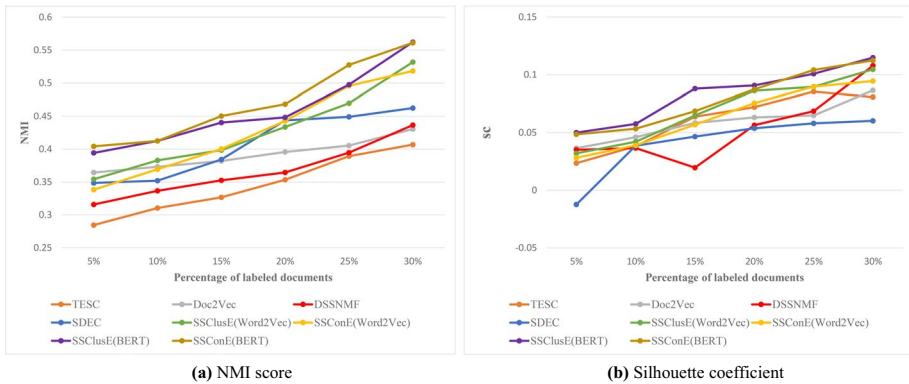 0.6
0.55
0.5
0.45
0.4
0.35
0.3
0.25
NMI
5% 10% 15% 20% 25% 30%
Percentage of labeled documents
TESC Doc2Vec DSSNMF
SDEC SSClusE(Word2Vec) SSConE(Word2Vec)
SSClusE(BERT) SSConE(BERT)
(a) NMI score
0.15
0.1
0.05
0
-0.05
sc
5% 10% 15% 20% 25% 30%
Percentage of labeled documents
TESC Doc2Vec DSSNMF
SDEC SSClusE(Word2Vec) SSConE(Word2Vec)
SSClusE(BERT) SSConE(BERT)
(b) Silhouette coefficient